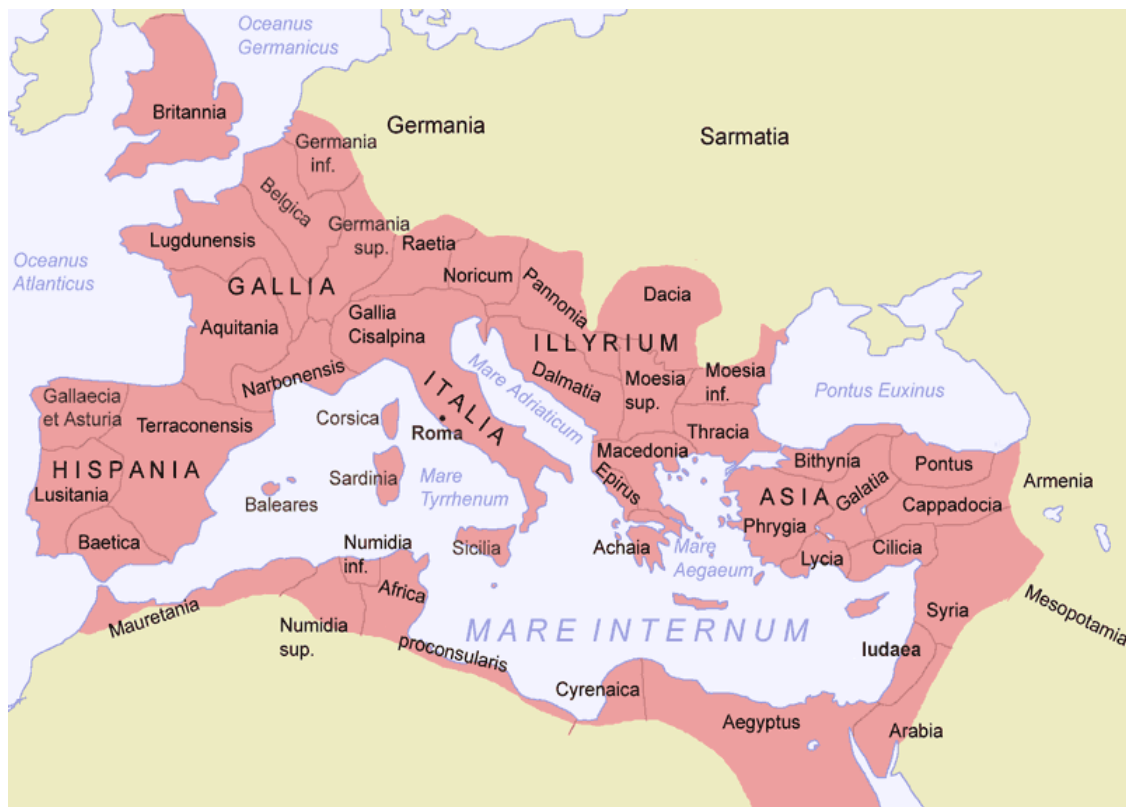 Oceanus
Germanicus
Britannia
Germania
Sarmatia
Germania
inf.
Belgica
Lugdunensis
Germania
sup.
Raetia
Noricum
Pannonia
Dacia
Oceanus
Atlanticus
GALLIA
Aquitania
Gallia
Cisalpina
ILLYRIUM
Dalmatia
Moesia
sup.
Moesia
inf.
Pontus Euxinus
Mare Adriaticum
Narbonensis
ITALIA
Gallaecia
et Asturia
Terraconensis
Corsica
Roma
Thracia
Macedonia
Epirus
Bithynia
Galatia
Pontus
HISPANIA
Lusitania
Baleares
Sardinia
Mare
Tyrrhenum
ASIA
Phrygia
Cappadocia
Armenia
Baetica
Numidia
inf.
Sicilia
Achaia
Mare
Aegaeum
Lycia
Cilicia
Africa
proconsularis
Mauretania
Numidia
sup.
MARE INTERNUM
Syria
Mesopotamia
Iudaea
Cyrenaica
Aegyptus
Arabia